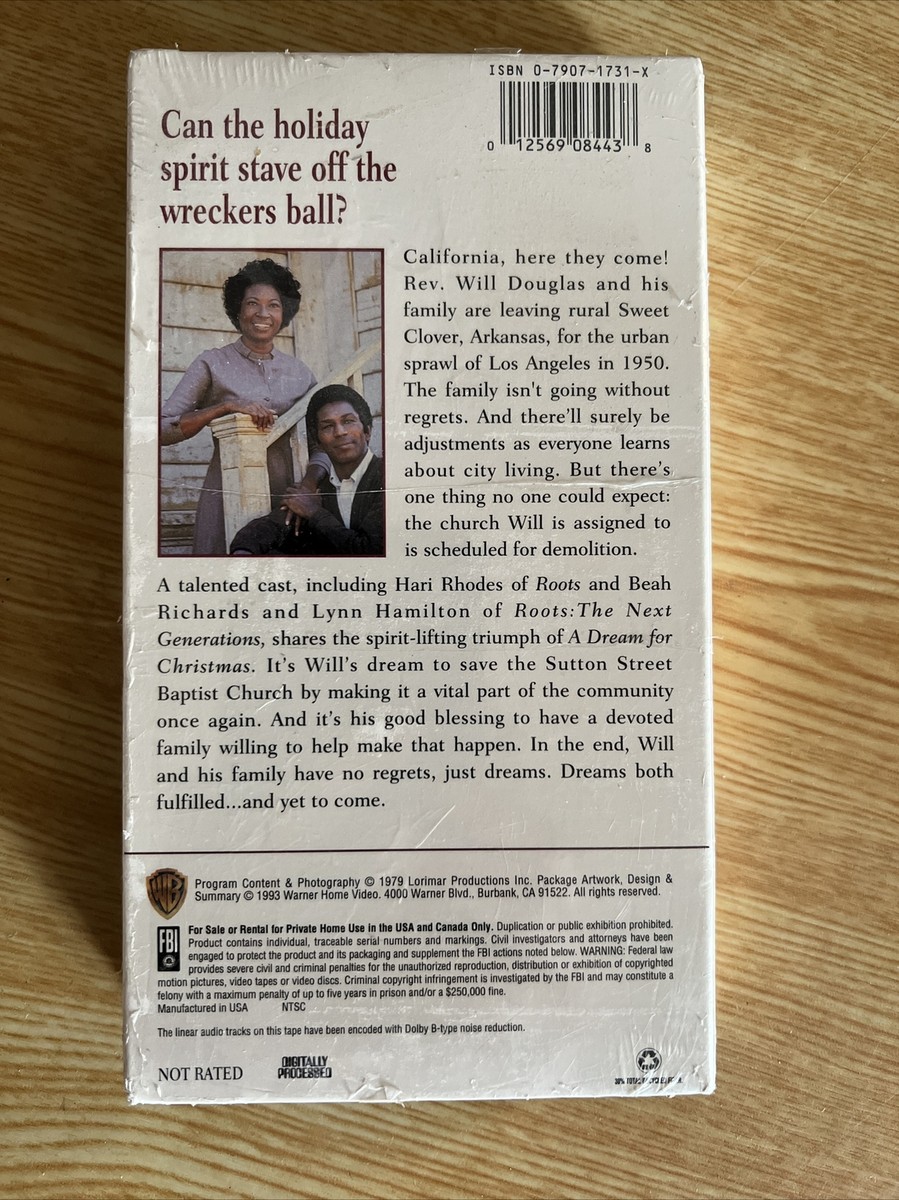 ISBN 0-7907-1731-X
0 12569 08443 8
Can the holiday
spirit stave off the
wreckers ball?
California, here they come!
Rev. Will Douglas and his
family are leaving rural Sweet
Clover, Arkansas, for the urban
sprawl of Los Angeles in 1950.
The family isn't going without
regrets. And there'll surely be
adjustments as everyone learns
about city living. But there's
one thing no one could expect:
the church Will is assigned to
is scheduled for demolition.
A talented cast, including Hari Rhodes of Roots and Beah
Richards and Lynn Hamilton of Roots:The Next
Generations, shares the spirit-lifting triumph of A Dream for
Christmas. It's Will's dream to save the Sutton Street
Baptist Church by making it a vital part of the community
once again. And it's his good blessing to have a devoted
family willing to help make that happen. In the end, Will
and his family have no regrets, just dreams. Dreams both
fulfilled...and yet to come.
WB
Program Content & Photography © 1979 Lorimar Productions Inc. Package Artwork, Design &
Summary © 1993 Warner Home Video. 4000 Warner Blvd., Burbank, CA 91522. All rights reserved.
FBI
For Sale or Rental for Private Home Use in the USA and Canada Only. Duplication or public exhibition prohibited.
Product contains individual, traceable serial numbers and markings. Civil investigators and attorneys have been
engaged to protect the product and its packaging and supplement the FBI actions noted below. WARNING: Federal law
provides severe civil and criminal penalties for the unauthorized reproduction, distribution or exhibition of copyrighted
motion pictures, video tapes or video discs. Criminal copyright infringement is investigated by the FBI and may constitute a
felony with a maximum penalty of up to five years in prison and/or a $250,000 fine.
Manufactured in USA NTSC
The linear audio tracks on this tape have been encoded with Dolby B-type noise reduction.
NOT RATED
DIGITALLY
PROCESSED